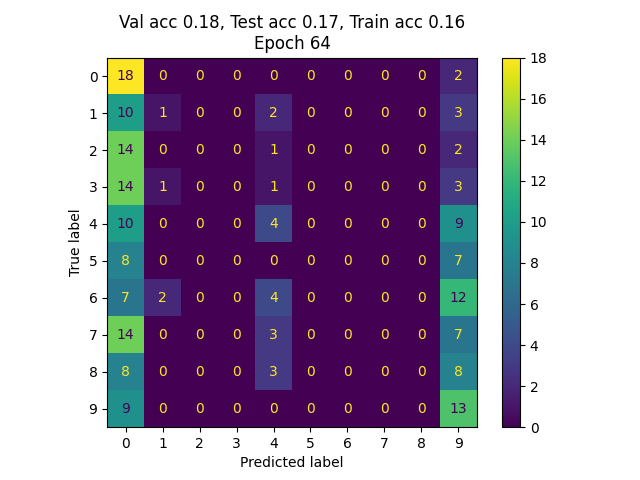 Val acc 0.18, Test acc 0.17, Train acc 0.16
Epoch 64
0 18 0 0 0 0 0 0 0 0 2
1 10 1 0 0 2 0 0 0 0 3
2 14 0 0 0 1 0 0 0 0 2
3 14 1 0 0 1 0 0 0 0 3
4 10 0 0 0 4 0 0 0 0 9
5 8 0 0 0 0 0 0 0 0 7
6 7 2 0 0 4 0 0 0 0 12
7 14 0 0 0 3 0 0 0 0 7
8 8 0 0 0 3 0 0 0 0 8
9 9 0 0 0 0 0 0 0 0 13
0 1 2 3 4 5 6 7 8 9
Predicted label
True label
18
16
14
12
10
8
6
4
2
0